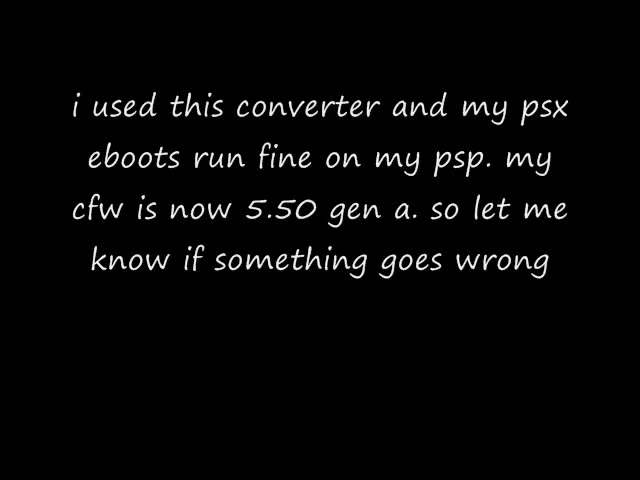 i used this converter and my psx
eboots run fine on my psp. my
cfw is now 5.50 gen a. so let me
know if something goes wrong